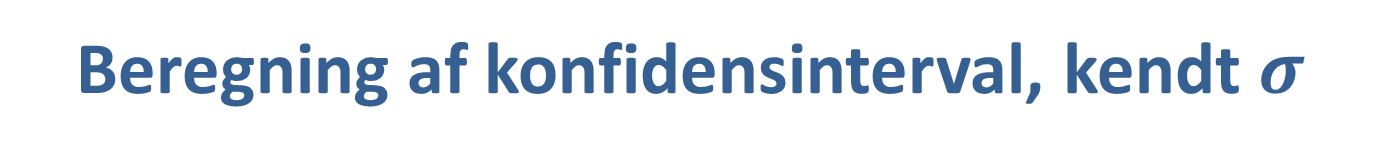 Beregning af konfidensinterval, kendt σ